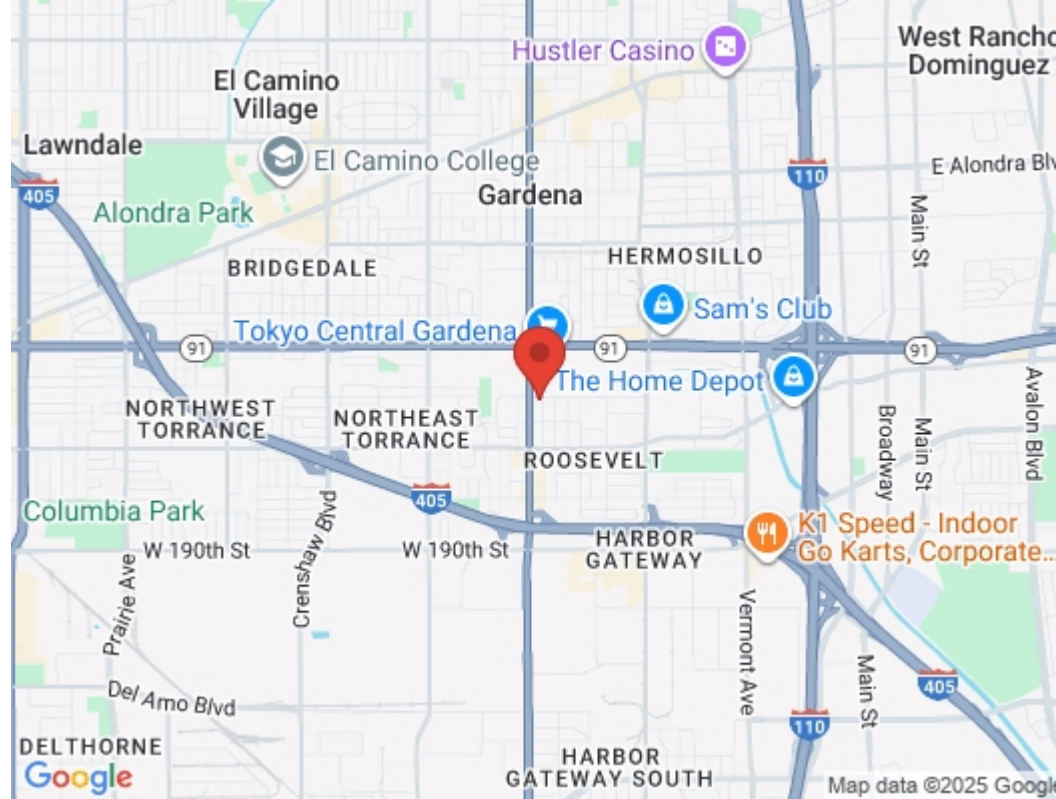 Hustler Casino
West Rancho
Dominguez
El Camino
Village
Lawndale
El Camino College
E Alondra Blv
110
405
Gardena
Alondra Park
Main St
HERMOSILLO
BRIDGEDALE
Sam's Club
Tokyo Central Gardena
91
91
91
The Home Depot
NORTHWEST
TORRANCE
NORTHEAST
TORRANCE
Broadway
Main St
Avalon Blvd
ROOSEVELT
405
Columbia Park
Crenshaw Blvd
K1 Speed - Indoor
Go Karts, Corporate...
W 190th St
W 190th St
HARBOR
GATEWAY
Prairie Ave
Vermont Ave
Main St
405
Del Amo Blvd
110
DELTHORNE
HARBOR
GATEWAY SOUTH
Google
Map data ©2025 Google